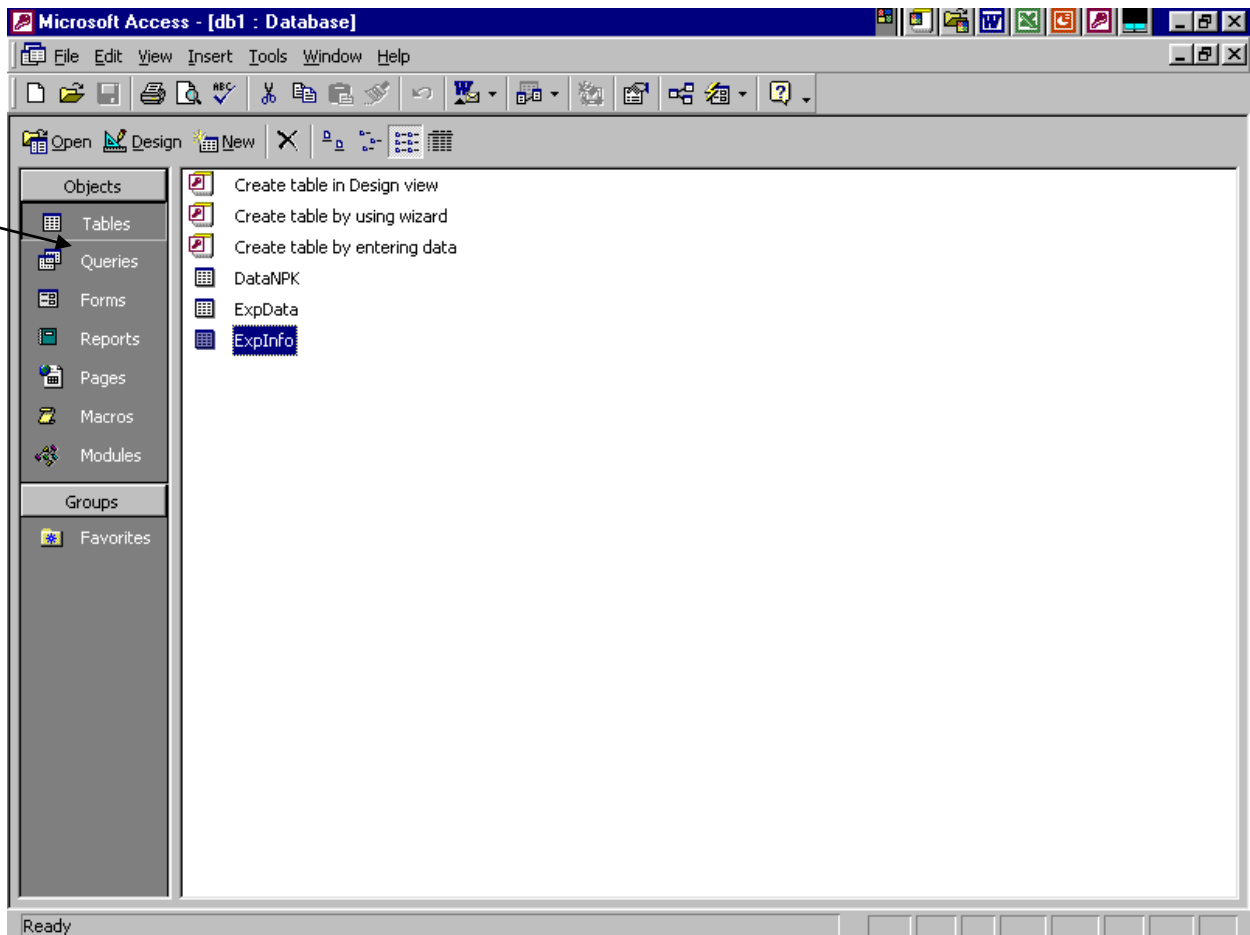 Microsoft Access - [db1 : Database]
File Edit View Insert Tools Window Help
Open Design New
Objects
Tables
Queries
Forms
Reports
Pages
Macros
Modules
Groups
Favorites
Create table in Design view
Create table by using wizard
Create table by entering data
DataNPK
ExpData
ExpInfo
Ready